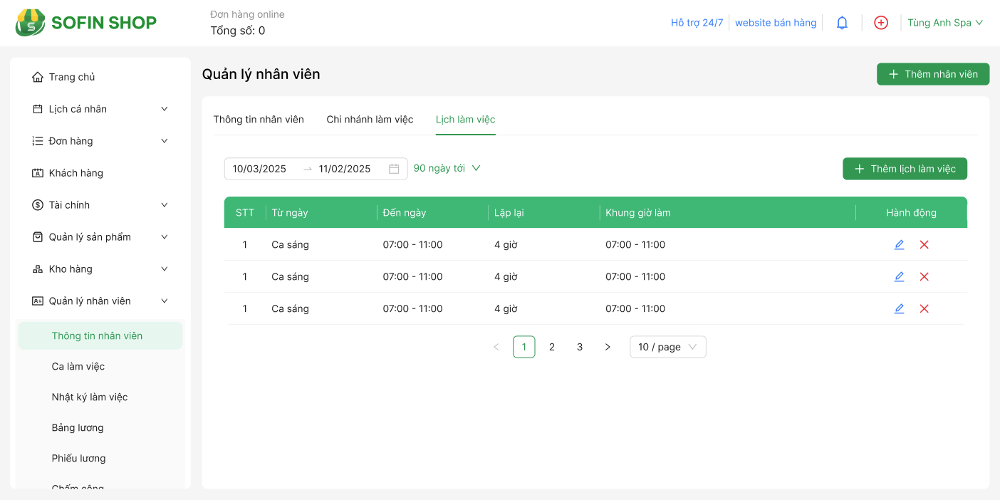 SOFIN SHOP
Đơn hàng online
Tổng số: 0
Hỗ trợ 24/7
website bán hàng
Tùng Anh Spa
Trang chủ
Lịch cá nhân
Đơn hàng
Khách hàng
Tài chính
Quản lý sản phẩm
Kho hàng
Quản lý nhân viên
Thông tin nhân viên
Ca làm việc
Nhật ký làm việc
Bảng lương
Phiếu lương
Chấm công
Quản lý nhân viên
Thêm nhân viên
Thông tin nhân viên Chi nhánh làm việc Lịch làm việc
10/03/2025 → 11/02/2025 90 ngày tới
Thêm lịch làm việc
STT Từ ngày Đến ngày Lặp lại Khung giờ làm Hành động
1 Ca sáng 07:00 - 11:00 4 giờ 07:00 - 11:00
1 Ca sáng 07:00 - 11:00 4 giờ 07:00 - 11:00
1 Ca sáng 07:00 - 11:00 4 giờ 07:00 - 11:00
< 1 2 3 > 10 / page